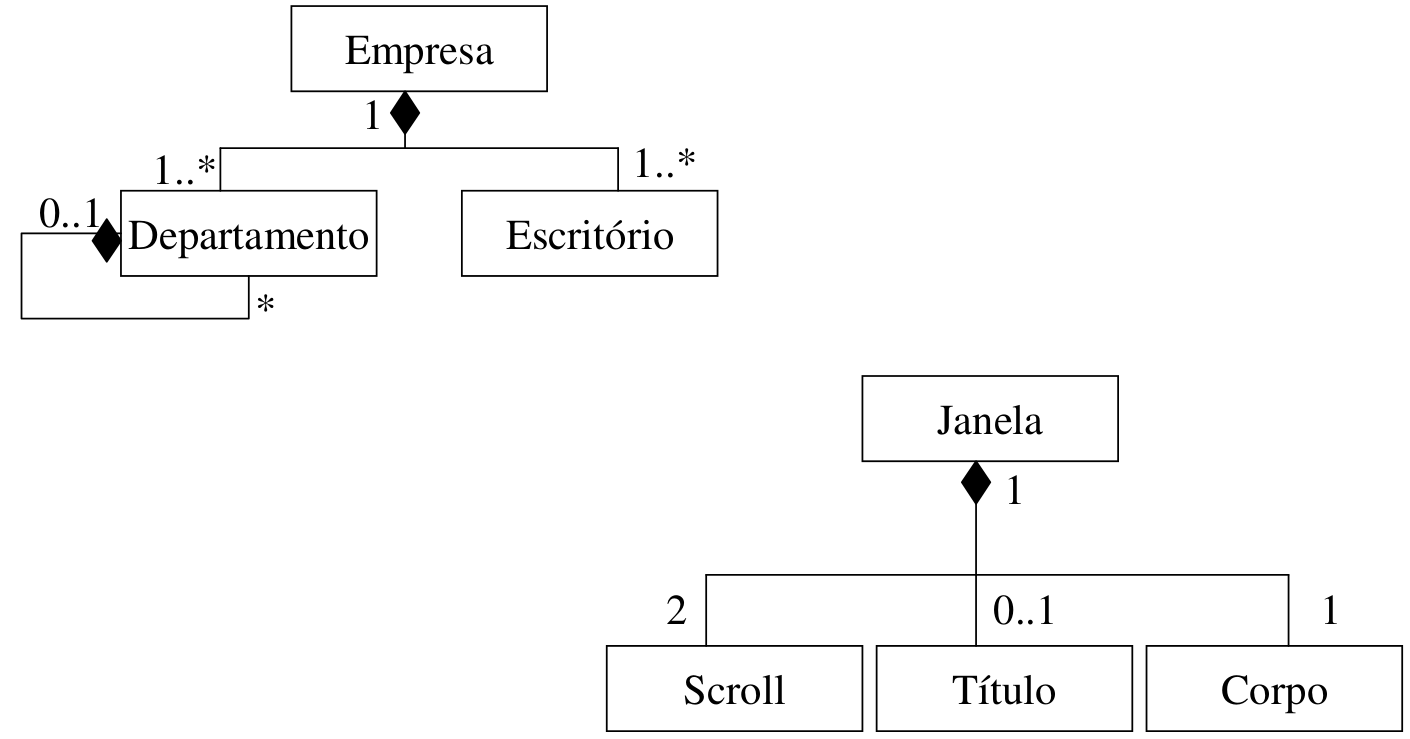 Empresa
1
1..*
1..*
0..1
Departamento
Escritório
*
Janela
1
2
0..1
1
Scroll
Título
Corpo